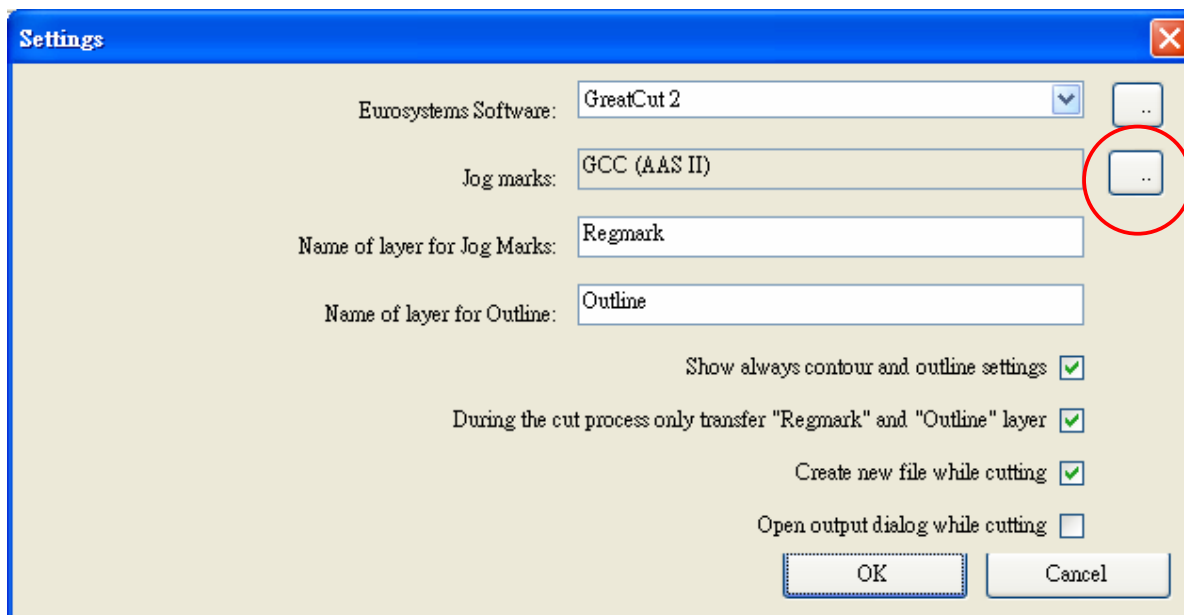 Settings
Eurosystems Software: GreatCut 2 ..
Jog marks: GCC (AAS II) ..
Name of layer for Jog Marks: Regmark
Name of layer for Outline: Outline
Show always contour and outline settings
During the cut process only transfer "Regmark" and "Outline" layer
Create new file while cutting
Open output dialog while cutting
OK Cancel